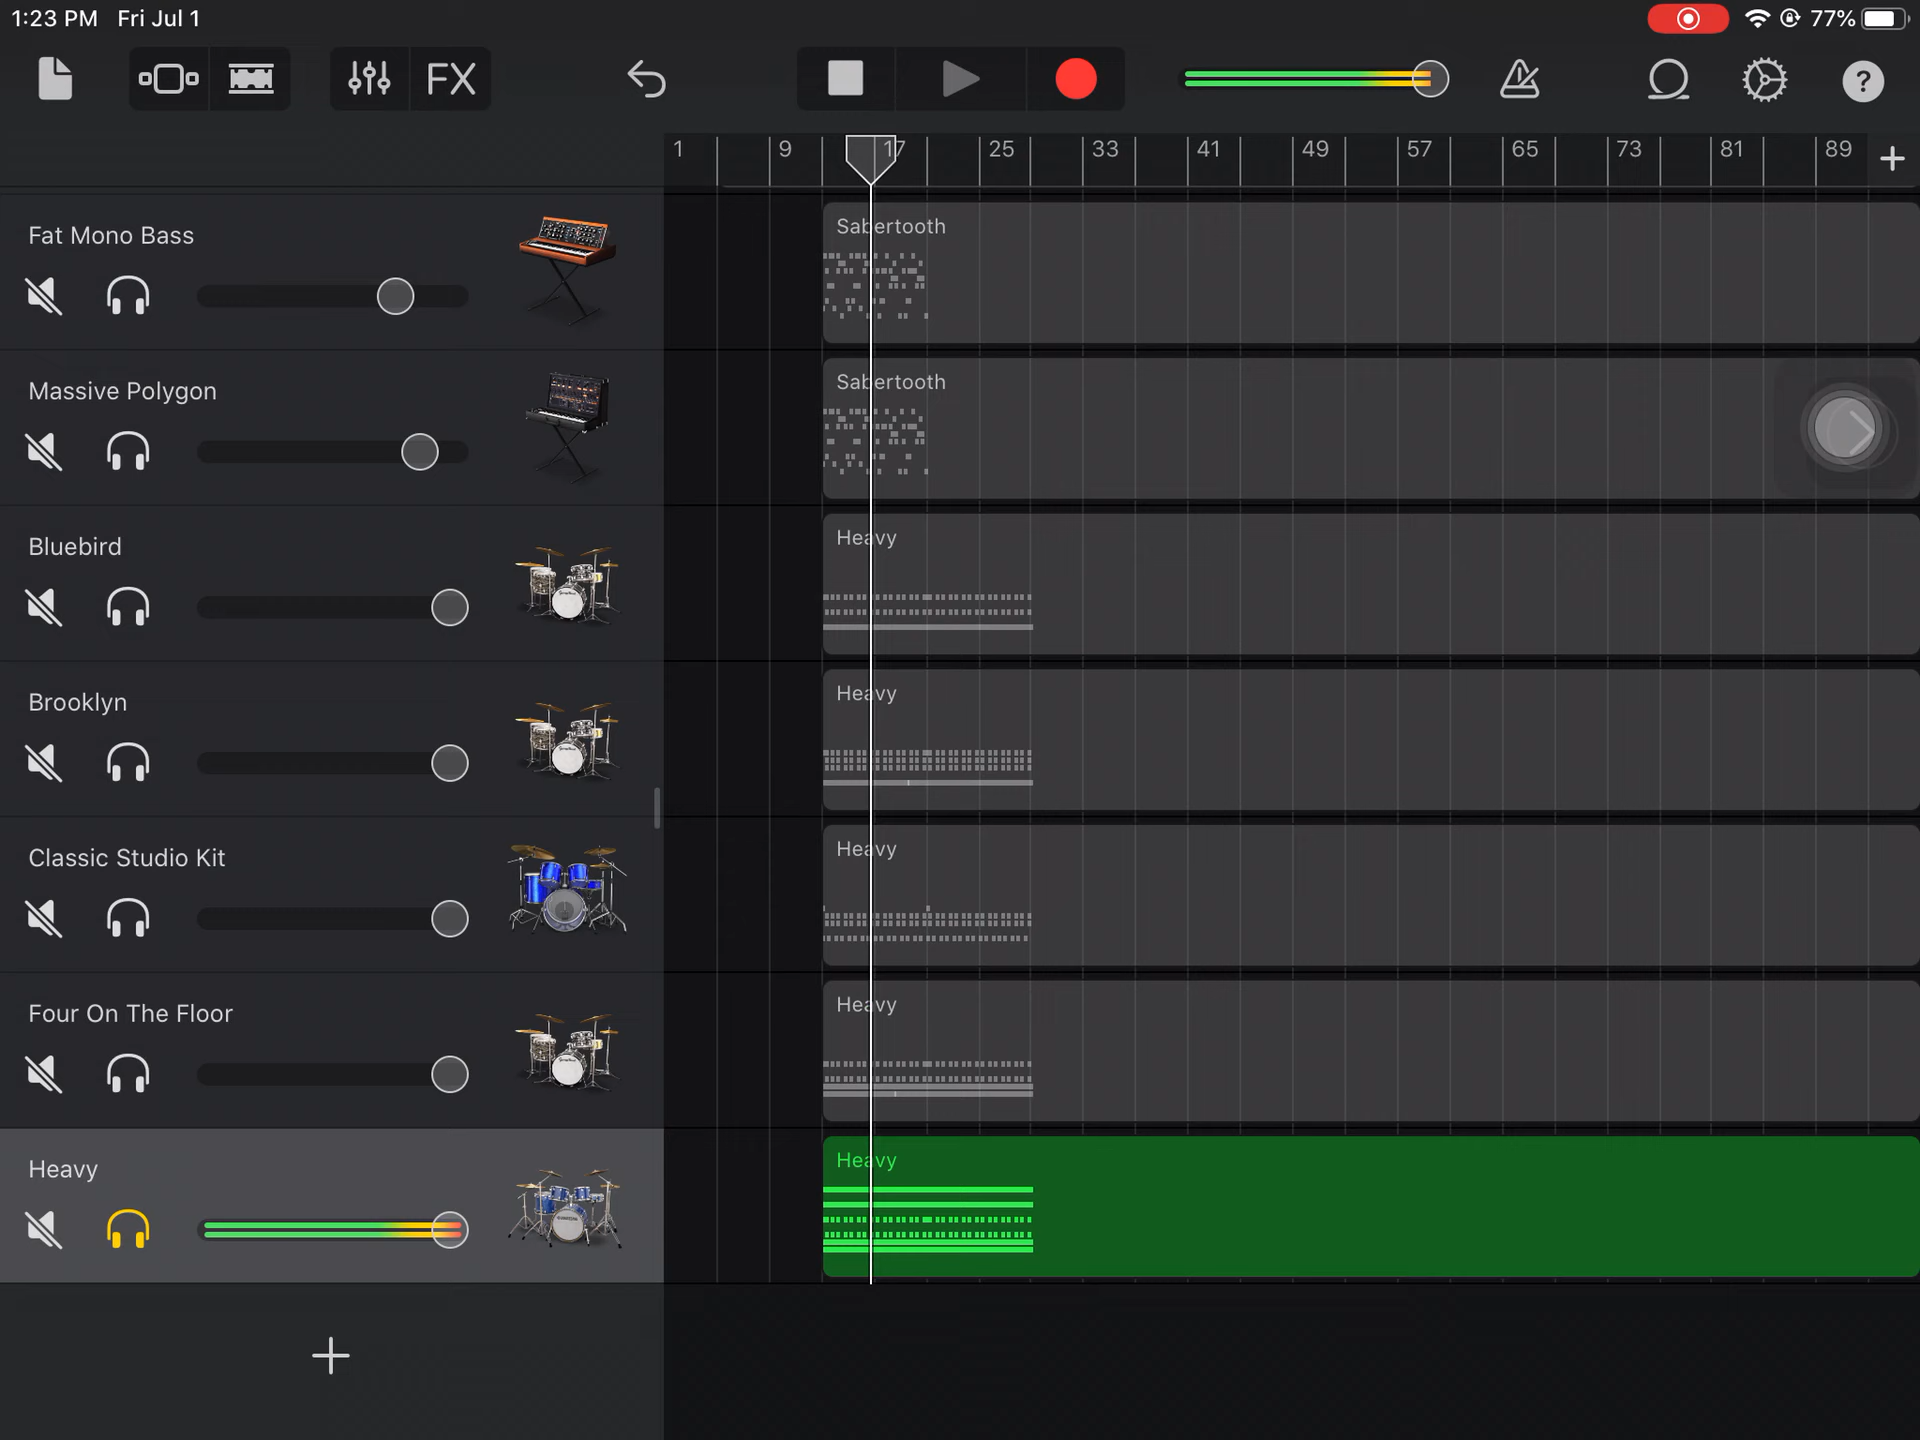 1:23 PM Fri Jul 1
77%
FX
?
1 9 17 25 33 41 49 57 65 73 81 89
Fat Mono Bass
Sabertooth
Massive Polygon
Sabertooth
Bluebird
Heavy
Brooklyn
Heavy
Classic Studio Kit
Heavy
Four On The Floor
Heavy
Heavy
Heavy